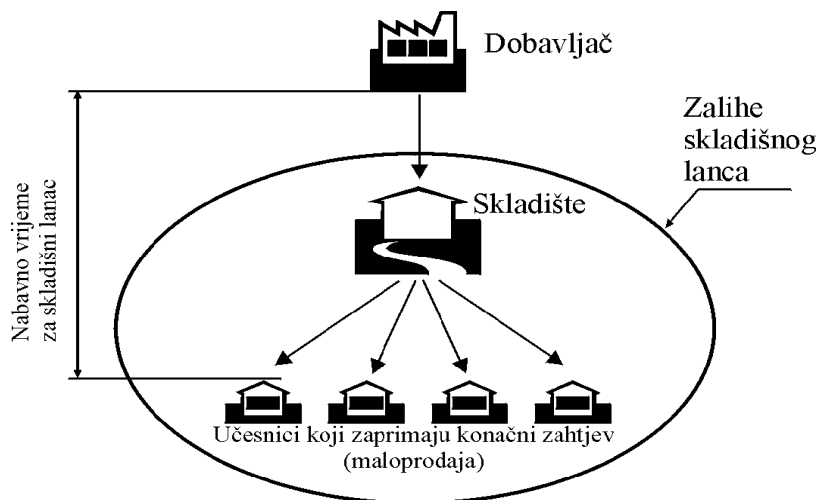 Dobavljač
Zalihe
skladišnog
lanca
Skladište
Nabavno vrijeme
za skladišni lanac
Učesnici koji zaprimaju konačni zahtjev
(maloprodaja)